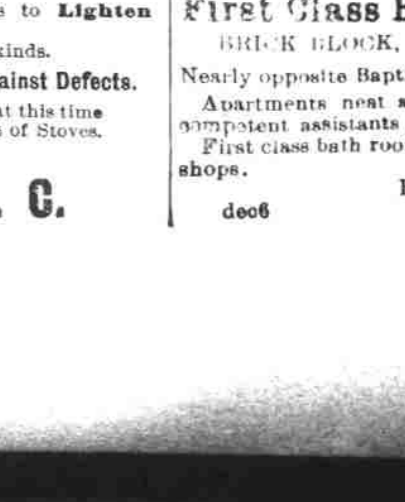 s to Lighten
kinds.
ainst Defects.
at this time
s of Stoves.
. C.
First Class B
BRICK BLOCK,
Nearly opposite Bapt
Apartments neat a
competent assistants
First class bath roo
shops.
dec6